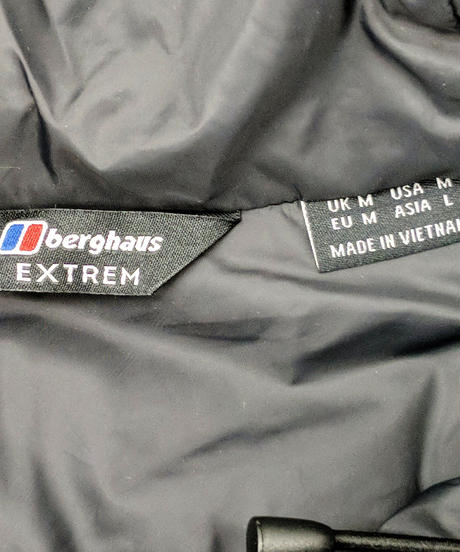 berghaus
EXTREM
UK M USA M
EU M ASIA L
MADE IN VIETNAM